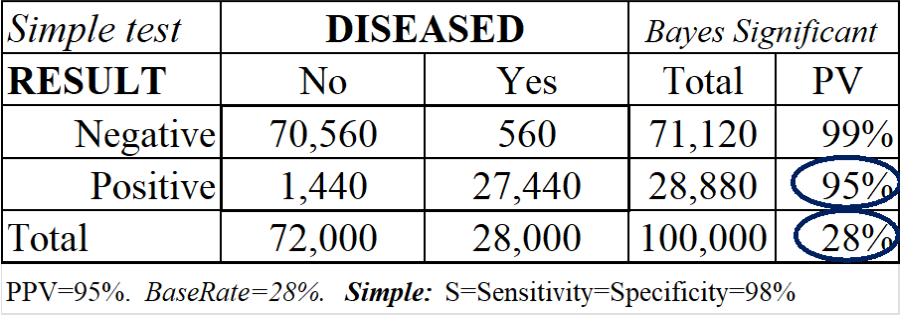 Simple test DISEASED Bayes Significant
RESULT No Yes Total PV
Negative 70,560 560 71,120 99%
Positive 1,440 27,440 28,880 95%
Total 72,000 28,000 100,000 28%
PPV=95%. BaseRate=28%. Simple: S=Sensitivity=Specificity=98%